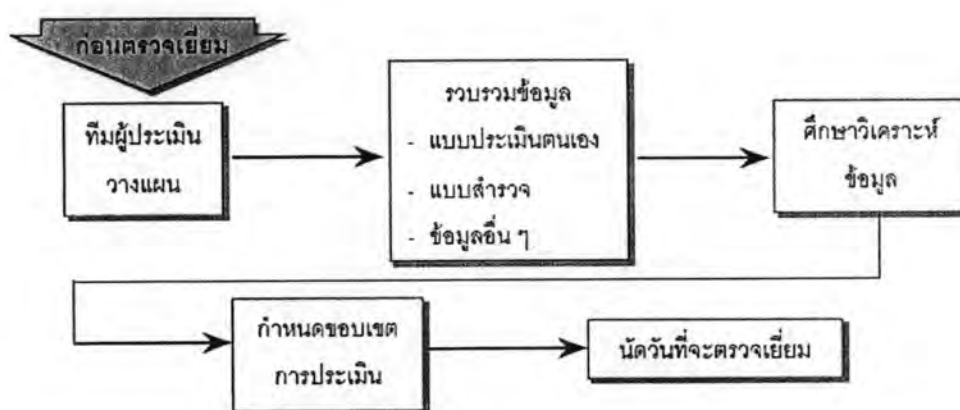 ก่อนตรวจเยี่ยม
ทีมผู้ประเมิน
วางแผน
รวบรวมข้อมูล
- แบบประเมินตนเอง
- แบบสำรวจ
- ข้อมูลอื่น ๆ
ศึกษาวิเคราะห์
ข้อมูล
กำหนดขอบเขต
การประเมิน
นัดวันที่จะตรวจเยี่ยม